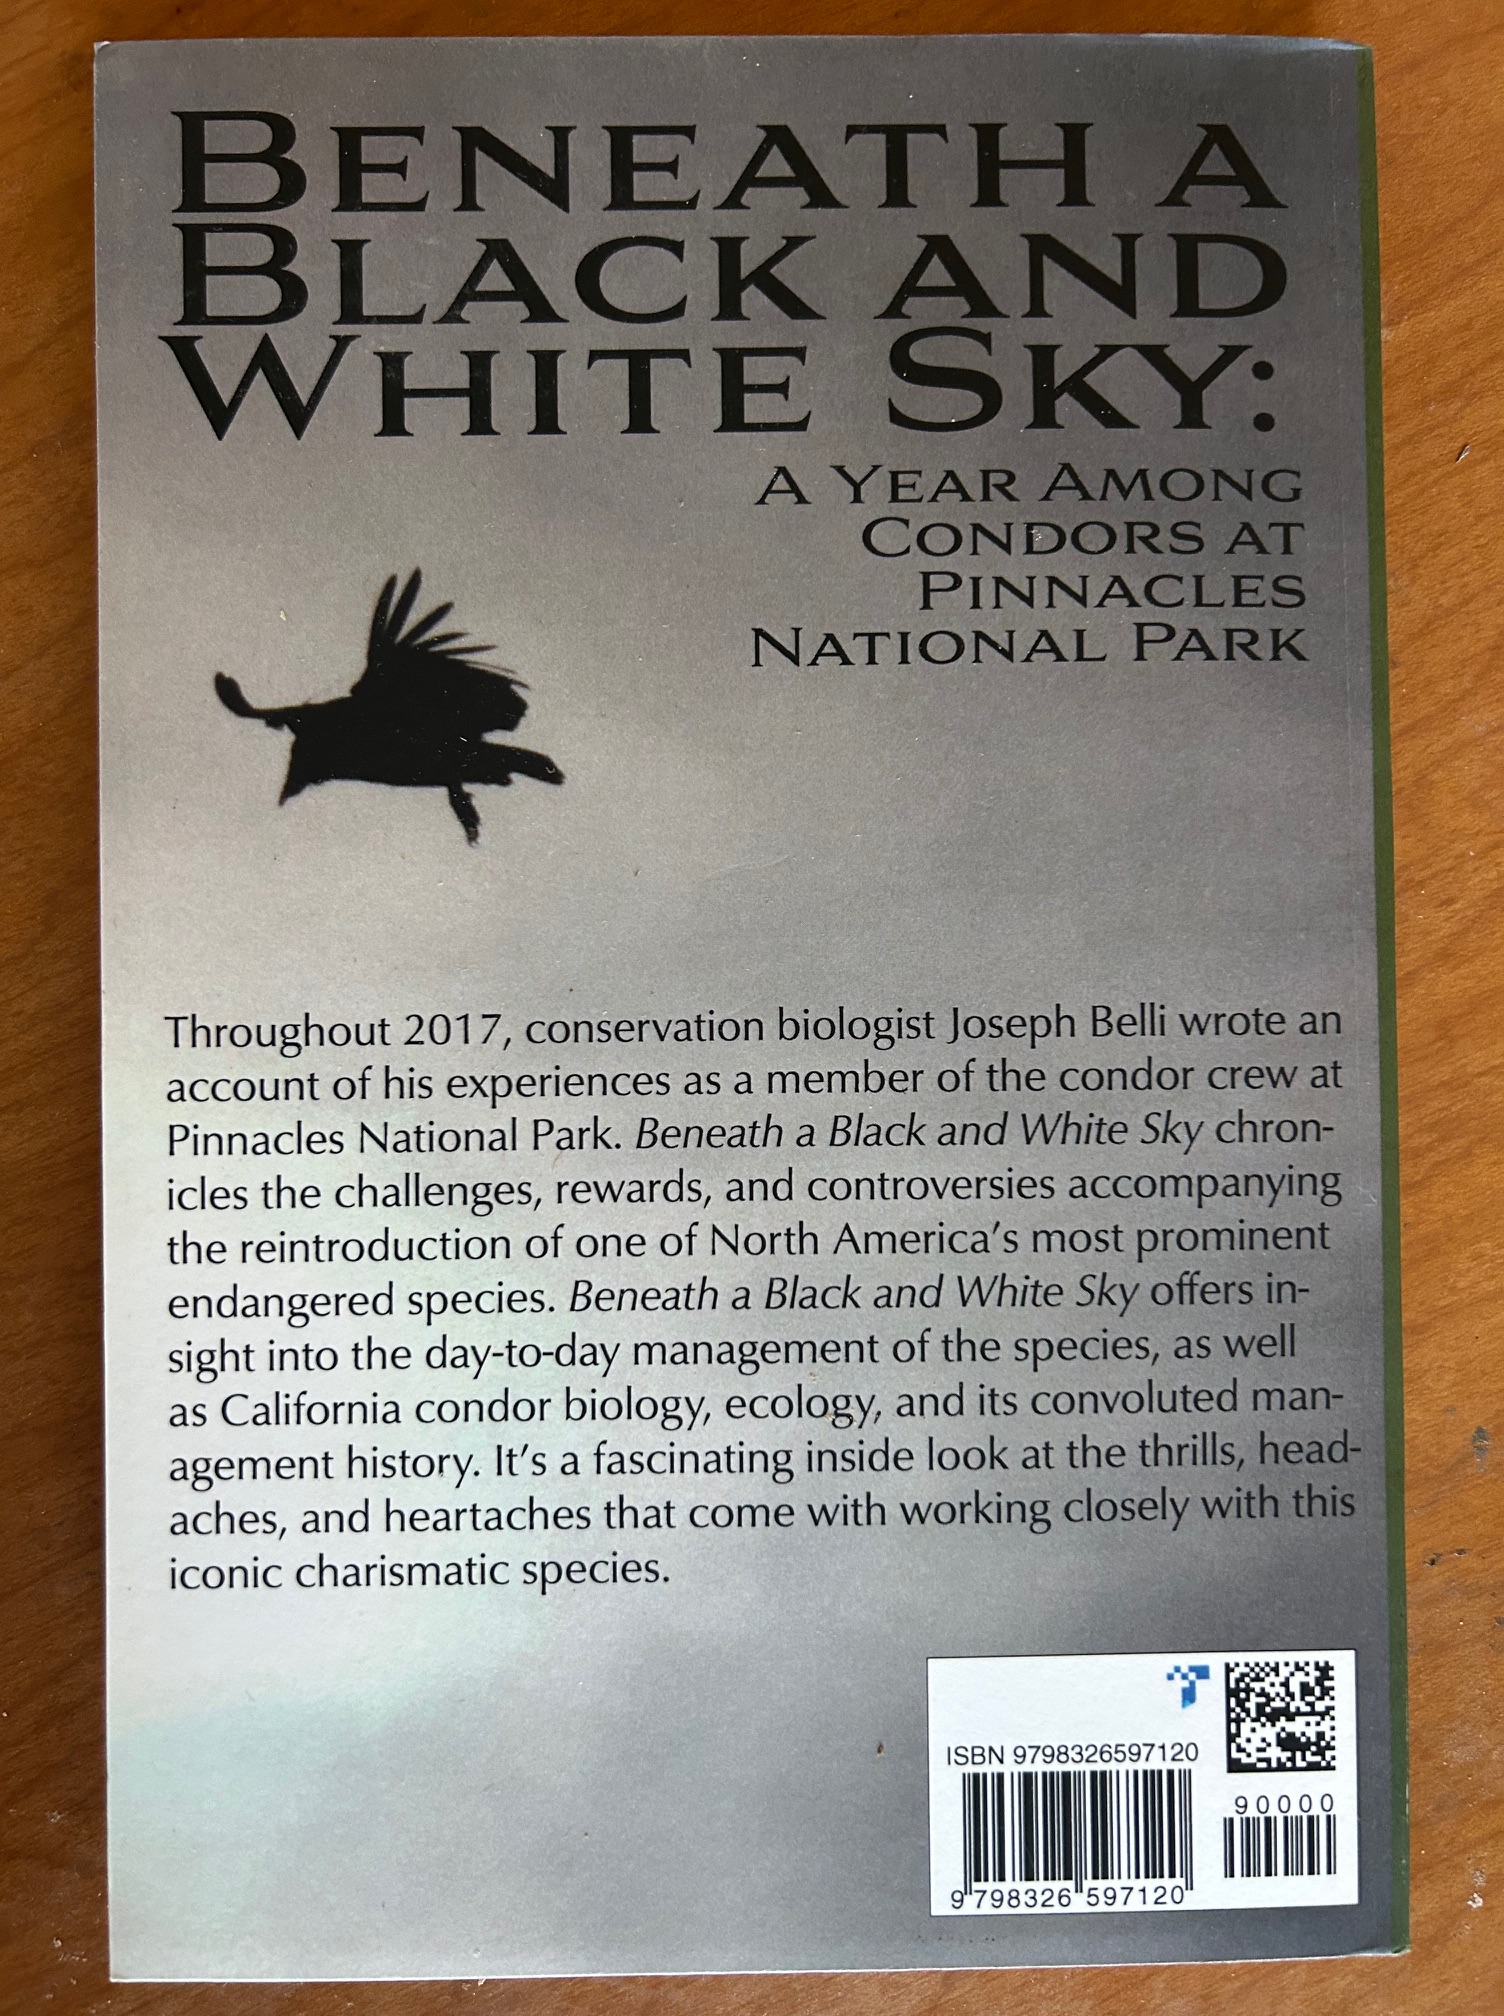 BENEATH A
BLACK AND
WHITE SKY:
A YEAR AMONG
CONDORS AT
PINNACLES
NATIONAL PARK
Throughout 2017, conservation biologist Joseph Belli wrote an
account of his experiences as a member of the condor crew at
Pinnacles National Park. Beneath a Black and White Sky chron-
icles the challenges, rewards, and controversies accompanying
the reintroduction of one of North America's most prominent
endangered species. Beneath a Black and White Sky offers in-
sight into the day-to-day management of the species, as well
as California condor biology, ecology, and its convoluted man-
agement history. It's a fascinating inside look at the thrills, head-
aches, and heartaches that come with working closely with this
iconic charismatic species.
ISBN 9798326597120
90000
9 798326 597120